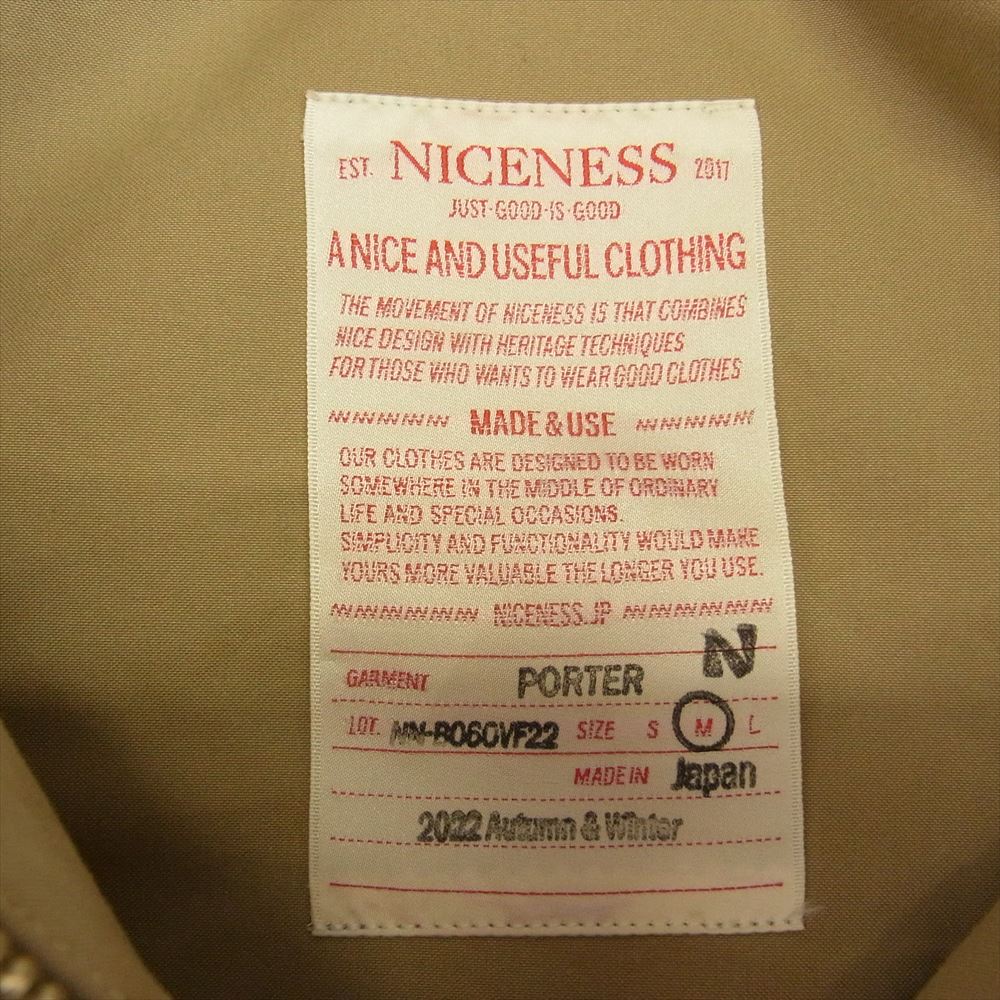 EST. NICENESS 2017
JUST·GOOD·IS·GOOD
A NICE AND USEFUL CLOTHING
THE MOVEMENT OF NICENESS IS THAT COMBINES
NICE DESIGN WITH HERITAGE TECHNIQUES
FOR THOSE WHO WANTS TO WEAR GOOD CLOTHES
MADE & USE
OUR CLOTHES ARE DESIGNED TO BE WORN
SOMEWHERE IN THE MIDDLE OF ORDINARY
LIFE AND SPECIAL OCCASIONS.
SIMPLICITY AND FUNCTIONALITY WOULD MAKE
YOURS MORE VALUABLE THE LONGER YOU USE.
NICENESS.JP
N
GARMENT PORTER
LOT. NN-B06CVF22 SIZE S M L
MADE IN Japan
2022 Autumn & Winter